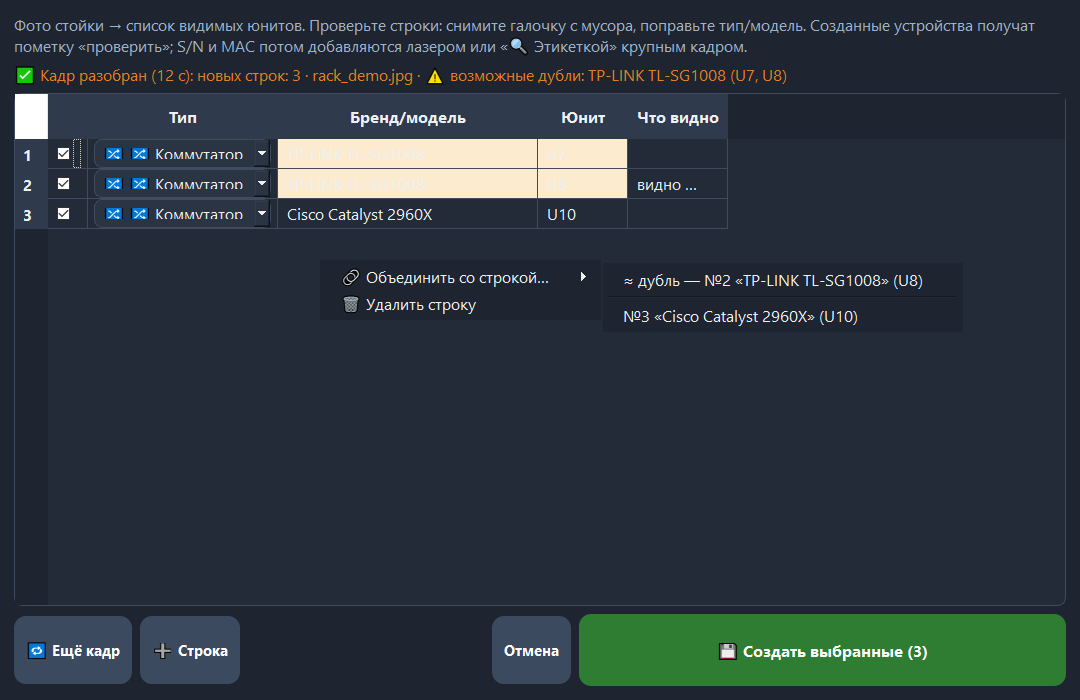 Фото стойки → список видимых юнитов. Проверьте строки: снимите галочку с мусора, поправьте тип/модель. Созданные устройства получат
пометку «проверить»; S/N и MAC потом добавляются лазером или «🔍 Этикеткой» крупным кадром.
✅ Кадр разобран (12 с): новых строк: 3 · rack_demo.jpg · ⚠ возможные дубли: TP-LINK TL-SG1008 (U7, U8)
Тип Бренд/модель Юнит Что видно
1 Коммутатор
2 Коммутатор видно ...
3 Коммутатор Cisco Catalyst 2960X U10
Объединить со строкой...
Удалить строку
≈ дубль — №2 «TP-LINK TL-SG1008» (U8)
№3 «Cisco Catalyst 2960X» (U10)
Ещё кадр
Строка
Отмена
Создать выбранные (3)